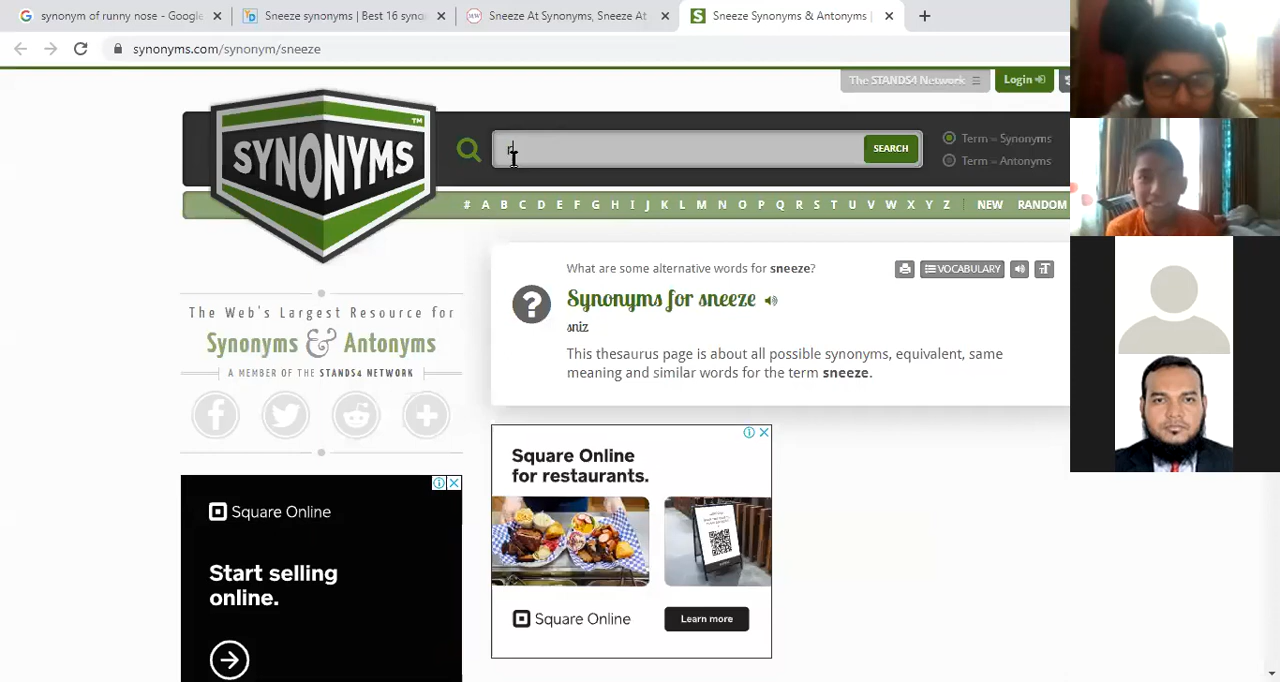 synonym of runny nose - Google
Sneeze synonyms | Best 16 syno
Sneeze At Synonyms, Sneeze At
Sneeze Synonyms & Antonyms |
synonyms.com/synonym/sneeze
The STANDS4 Network
Login
SYNONYMS™
r
SEARCH
Term = Synonyms
Term = Antonyms
# A B C D E F G H I J K L M N O P Q R S T U V W X Y Z | NEW RANDOM
What are some alternative words for sneeze?
VOCABULARY
Synonyms for sneeze
sniz
This thesaurus page is about all possible synonyms, equivalent, same
meaning and similar words for the term sneeze.
The Web's Largest Resource for
Synonyms & Antonyms
A MEMBER OF THE STANDS4 NETWORK
Square Online
Start selling
online.
Square Online
for restaurants.
Square Online
Learn more